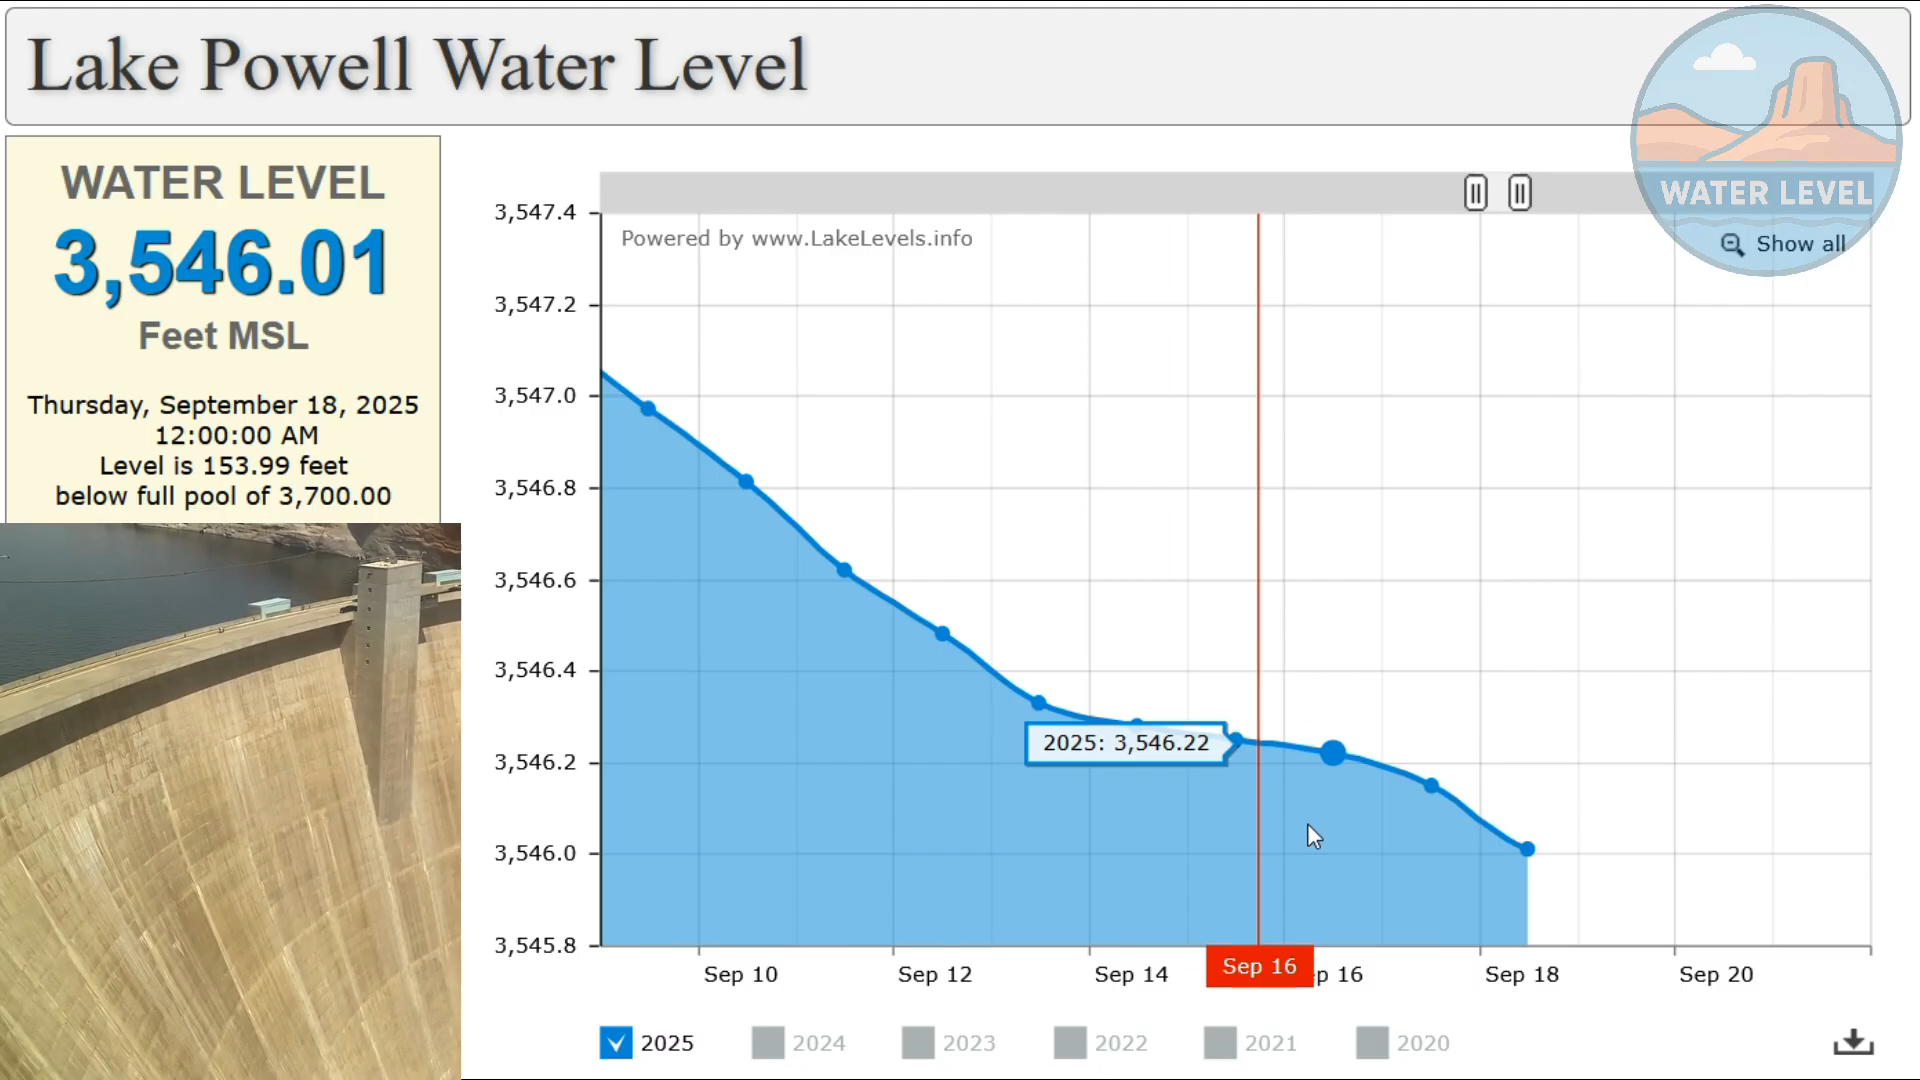 Lake Powell Water Level
WATER LEVEL
3,546.01
Feet MSL
Thursday, September 18, 2025
12:00:00 AM
Level is 153.99 feet
below full pool of 3,700.00
WATER LEVEL
Show all
Powered by www.LakeLevels.info
3,547.4
3,547.2
3,547.0
3,546.8
3,546.6
3,546.4
3,546.2
3,546.0
3,545.8
2025: 3,546.22
Sep 10
Sep 12
Sep 14
Sep 16
p 16
Sep 18
Sep 20
2025
2024
2023
2022
2021
2020